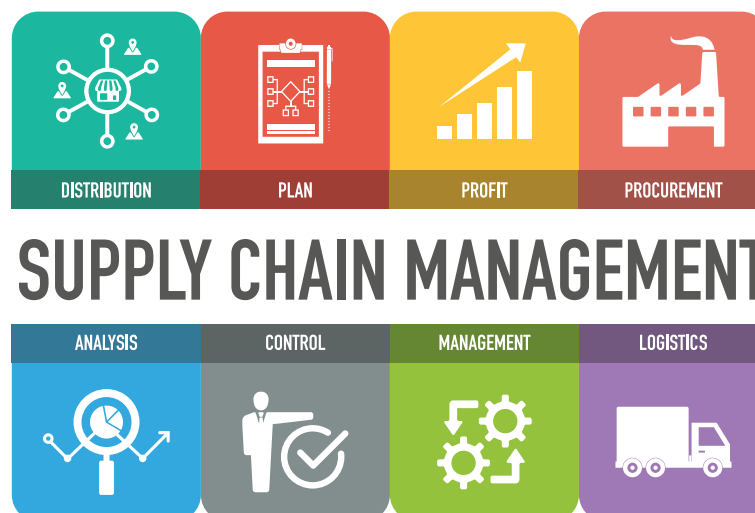 DISTRIBUTION PLAN PROFIT PROCUREMENT
SUPPLY CHAIN MANAGEMENT
ANALYSIS CONTROL MANAGEMENT LOGISTICS